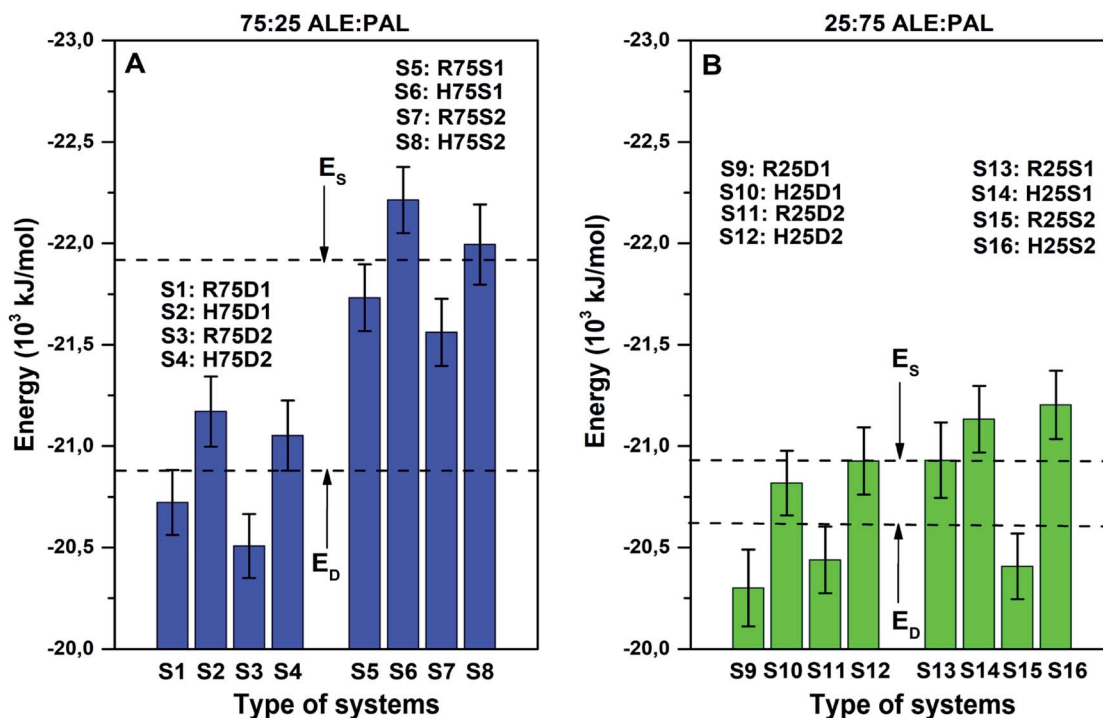 75:25 ALE:PAL
A
-23,0
-22,5
-22,0
-21,5
-21,0
-20,5
-20,0
Energy (10³ kJ/mol)
S5: R75S1
S6: H75S1
S7: R75S2
S8: H75S2
E_S
S1: R75D1
S2: H75D1
S3: R75D2
S4: H75D2
E_D
S1 S2 S3 S4 S5 S6 S7 S8
Type of systems
25:75 ALE:PAL
B
-23,0
-22,5
-22,0
-21,5
-21,0
-20,5
-20,0
Energy (10³ kJ/mol)
S9: R25D1
S10: H25D1
S11: R25D2
S12: H25D2
S13: R25S1
S14: H25S1
S15: R25S2
S16: H25S2
E_S
E_D
S9 S10 S11 S12 S13 S14 S15 S16
Type of systems